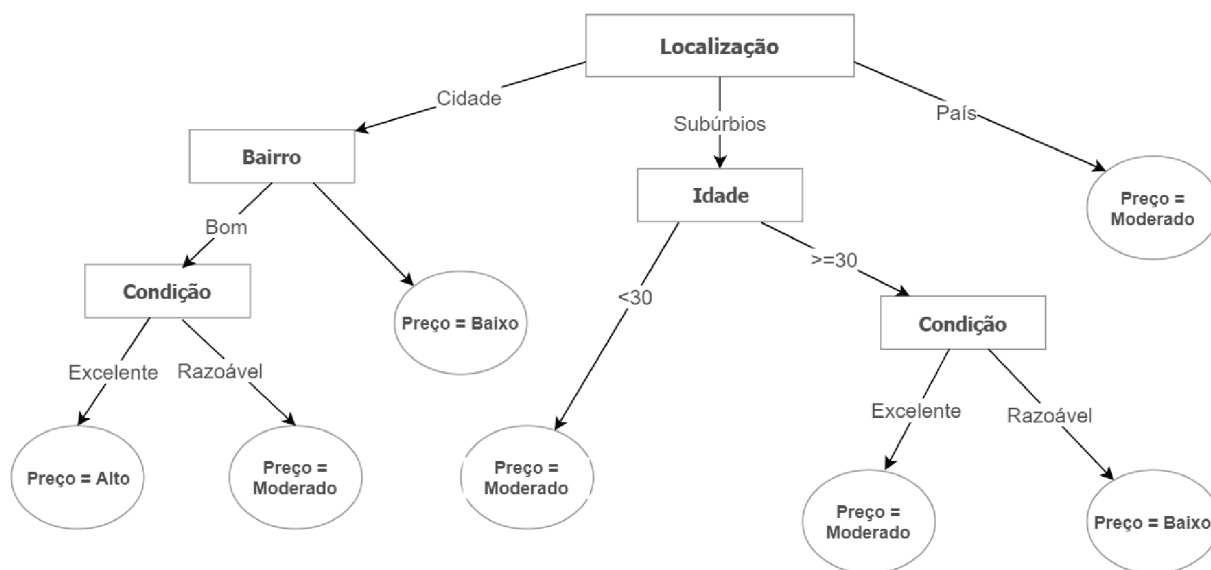 Localização
Cidade
Subúrbios
País
Bairro
Idade
Preço =
Moderado
Bom
>=30
Condição
<30
Preço = Baixo
Condição
Excelente
Razoável
Excelente
Razoável
Preço = Alto
Preço =
Moderado
Preço =
Moderado
Preço =
Moderado
Preço = Baixo